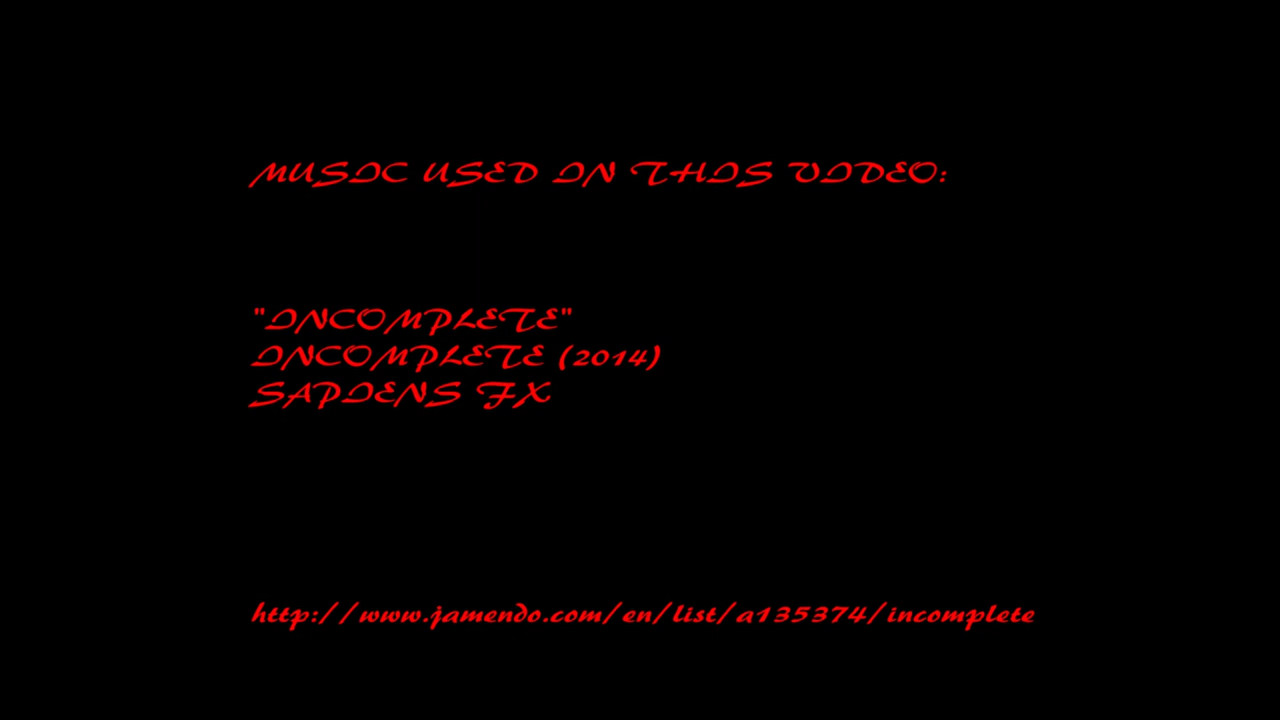 MUSIC USED IN THIS VIDEO:
"INCOMPLETE"
INCOMPLETE (2014)
SAPIENS FX
http://www.jamendo.com/en/list/a135374/incomplete